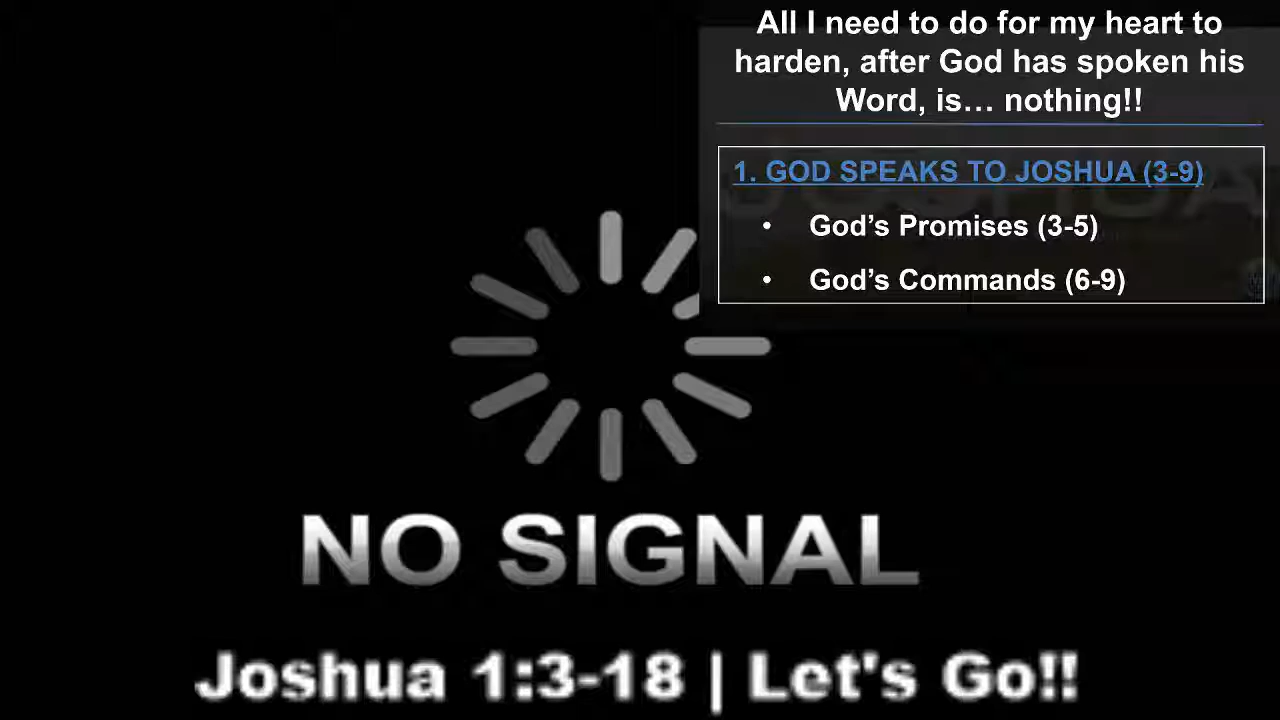 All I need to do for my heart to
harden, after God has spoken his
Word, is… nothing!!
1. GOD SPEAKS TO JOSHUA (3-9)
• God’s Promises (3-5)
• God’s Commands (6-9)
NO SIGNAL
Joshua 1:3-18 | Let's Go!!